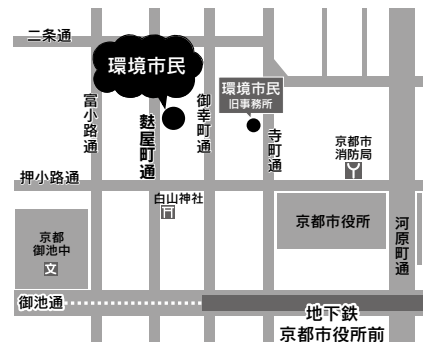 二条通
環境市民
環境市民
旧事務所
富小路通
麩屋町通
御幸町通
寺町通
京都市
消防局
押小路通
白山神社
京都市役所
河原町通
京都
御池中
文
御池通
地下鉄
京都市役所前